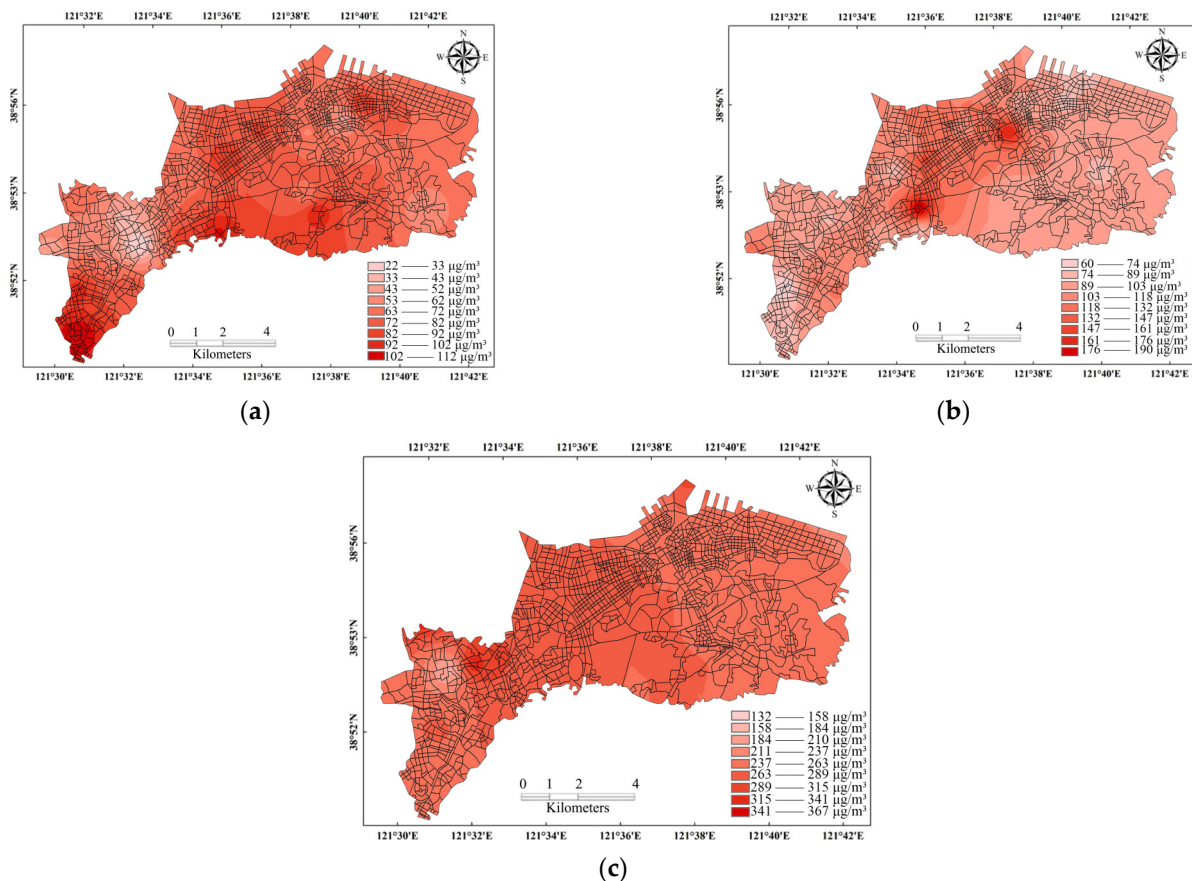 121°32'E 121°34'E 121°36'E 121°38'E 121°40'E 121°42'E
N
W E
S
38°56'N
38°53'N
38°52'N
22 —— 33 µg/m³
33 —— 43 µg/m³
43 —— 52 µg/m³
53 —— 62 µg/m³
63 —— 72 µg/m³
72 —— 82 µg/m³
82 —— 92 µg/m³
92 —— 102 µg/m³
102 —— 112 µg/m³
0 1 2 4
Kilometers
121°30'E 121°32'E 121°34'E 121°36'E 121°38'E 121°40'E 121°42'E
(a)
121°32'E 121°34'E 121°36'E 121°38'E 121°40'E 121°42'E
N
W E
S
38°56'N
38°53'N
38°52'N
60 —— 74 µg/m³
74 —— 89 µg/m³
89 —— 103 µg/m³
103 —— 118 µg/m³
118 —— 132 µg/m³
132 —— 147 µg/m³
147 —— 161 µg/m³
161 —— 176 µg/m³
176 —— 190 µg/m³
0 1 2 4
Kilometers
121°30'E 121°32'E 121°34'E 121°36'E 121°38'E 121°40'E 121°42'E
(b)
121°32'E 121°34'E 121°36'E 121°38'E 121°40'E 121°42'E
N
W E
S
38°56'N
38°53'N
38°52'N
132 —— 158 µg/m³
158 —— 184 µg/m³
184 —— 210 µg/m³
211 —— 237 µg/m³
237 —— 263 µg/m³
263 —— 289 µg/m³
289 —— 315 µg/m³
315 —— 341 µg/m³
341 —— 367 µg/m³
0 1 2 4
Kilometers
121°30'E 121°32'E 121°34'E 121°36'E 121°38'E 121°40'E 121°42'E
(c)